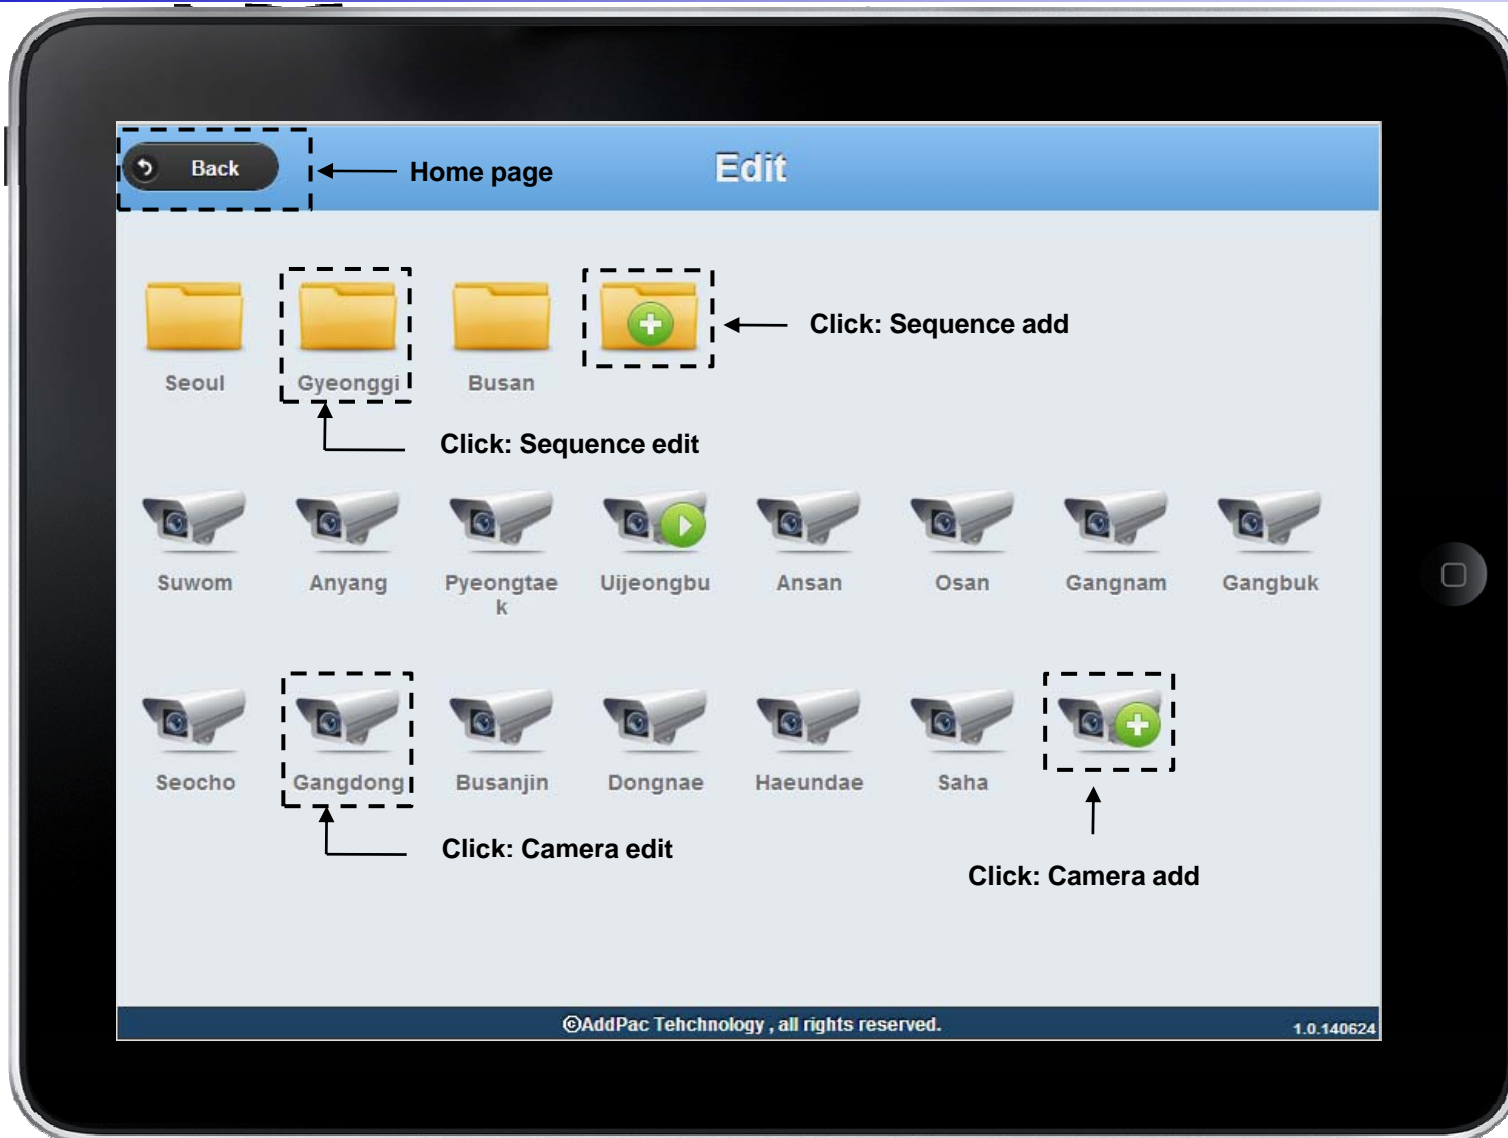 Back
Home page
Edit
Click: Sequence add
Seoul
Gyeonggi
Busan
Click: Sequence edit
Suwom
Anyang
Pyeongtae
k
Uijeongbu
Ansan
Osan
Gangnam
Gangbuk
Seocho
Gangdong
Busanjin
Dongnae
Haeundae
Saha
Click: Camera edit
Click: Camera add
©AddPac Tehchnology , all rights reserved.
1.0.140624